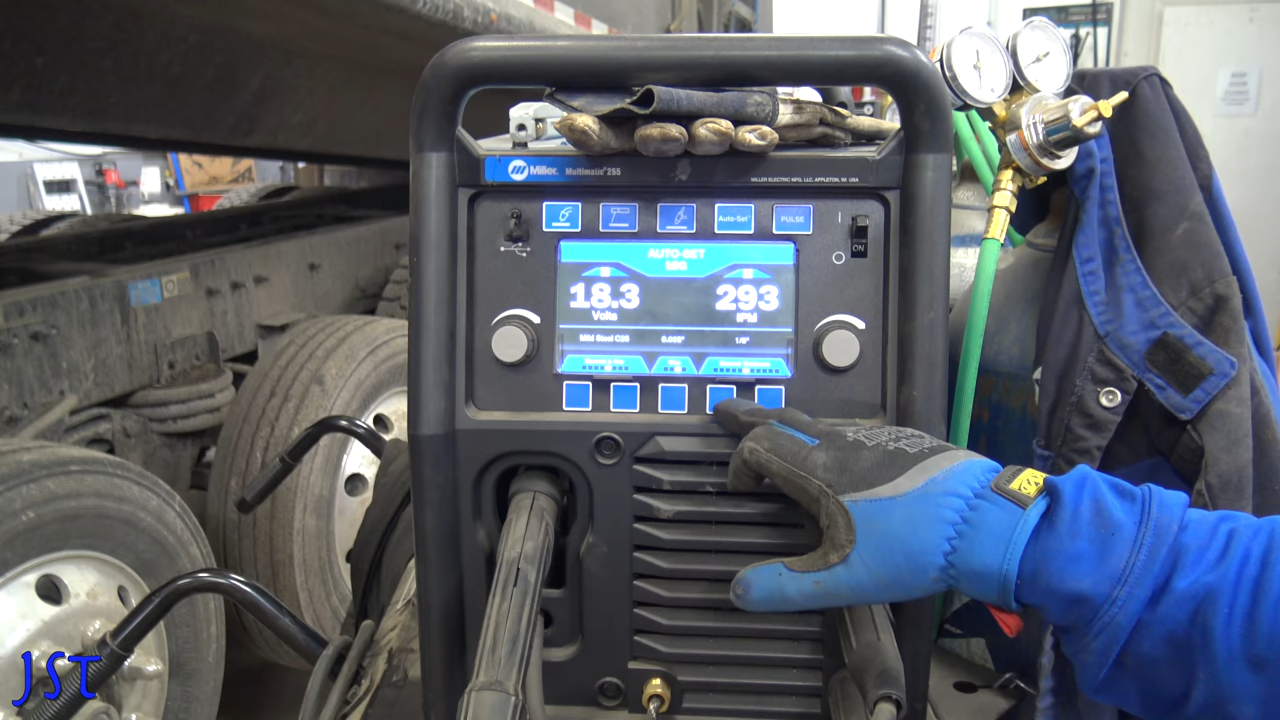 Miller. Multimatic® 255
MILLER ELECTRIC MFG. LLC, APPLETON, WI. USA
Auto-Set™
PULSE
ON
AUTO-SET
MIG
18.3
Volts
293
IPM
Mild Steel C25
0.035"
1/8"
JST